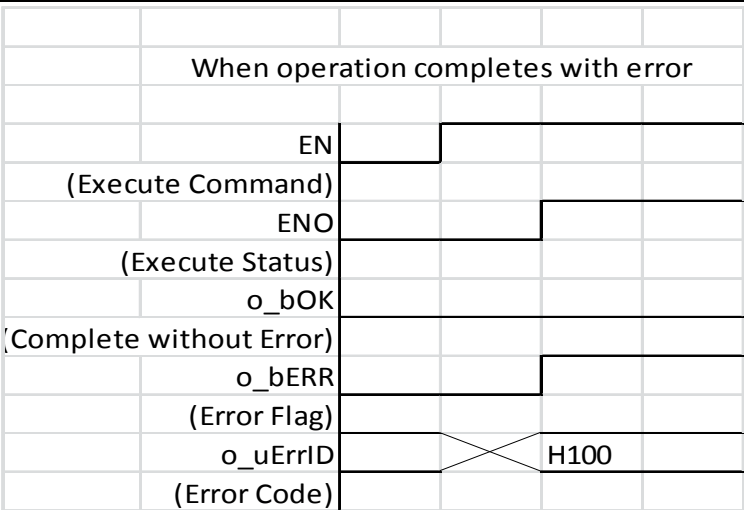 When operation completes with error
EN
(Execute Command)
ENO
(Execute Status)
o_bOK
(Complete without Error)
o_bERR
(Error Flag)
o_uErrID
H100
(Error Code)